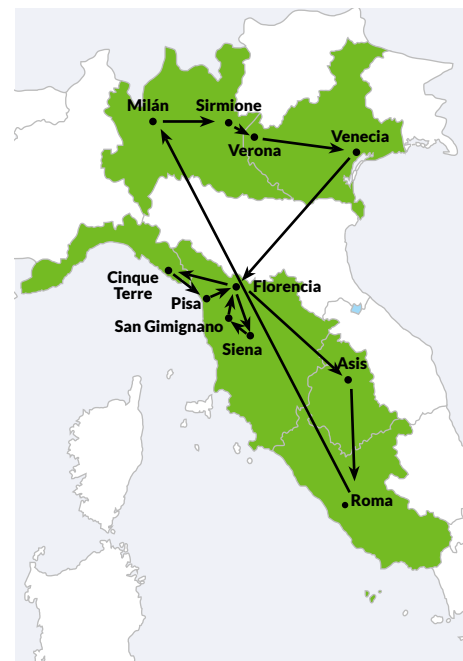 Milán
Sirmione
Verona
Venecia
Cinque
Terre
Pisa
Florencia
San Gimignano
Siena
Asis
Roma